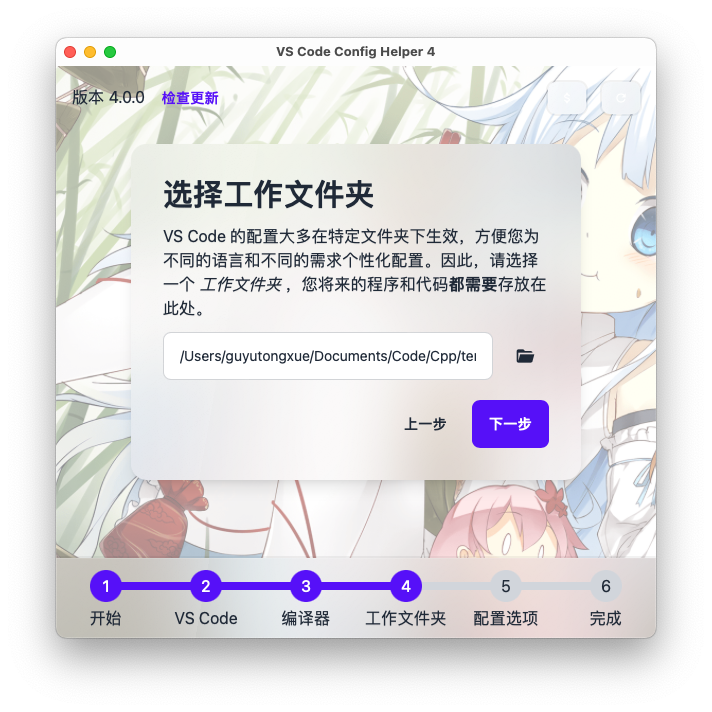 VS Code Config Helper 4
版本 4.0.0 检查更新
选择工作文件夹
VS Code 的配置大多在特定文件夹下生效，方便您为
不同的语言和不同的需求个性化配置。因此，请选择
一个 工作文件夹 ，您将来的程序和代码都需要存放在
此处。
/Users/guyutongxue/Documents/Code/Cpp/te
上一步 下一步
1 2 3 4 5 6
开始 VS Code 编译器 工作文件夹 配置选项 完成